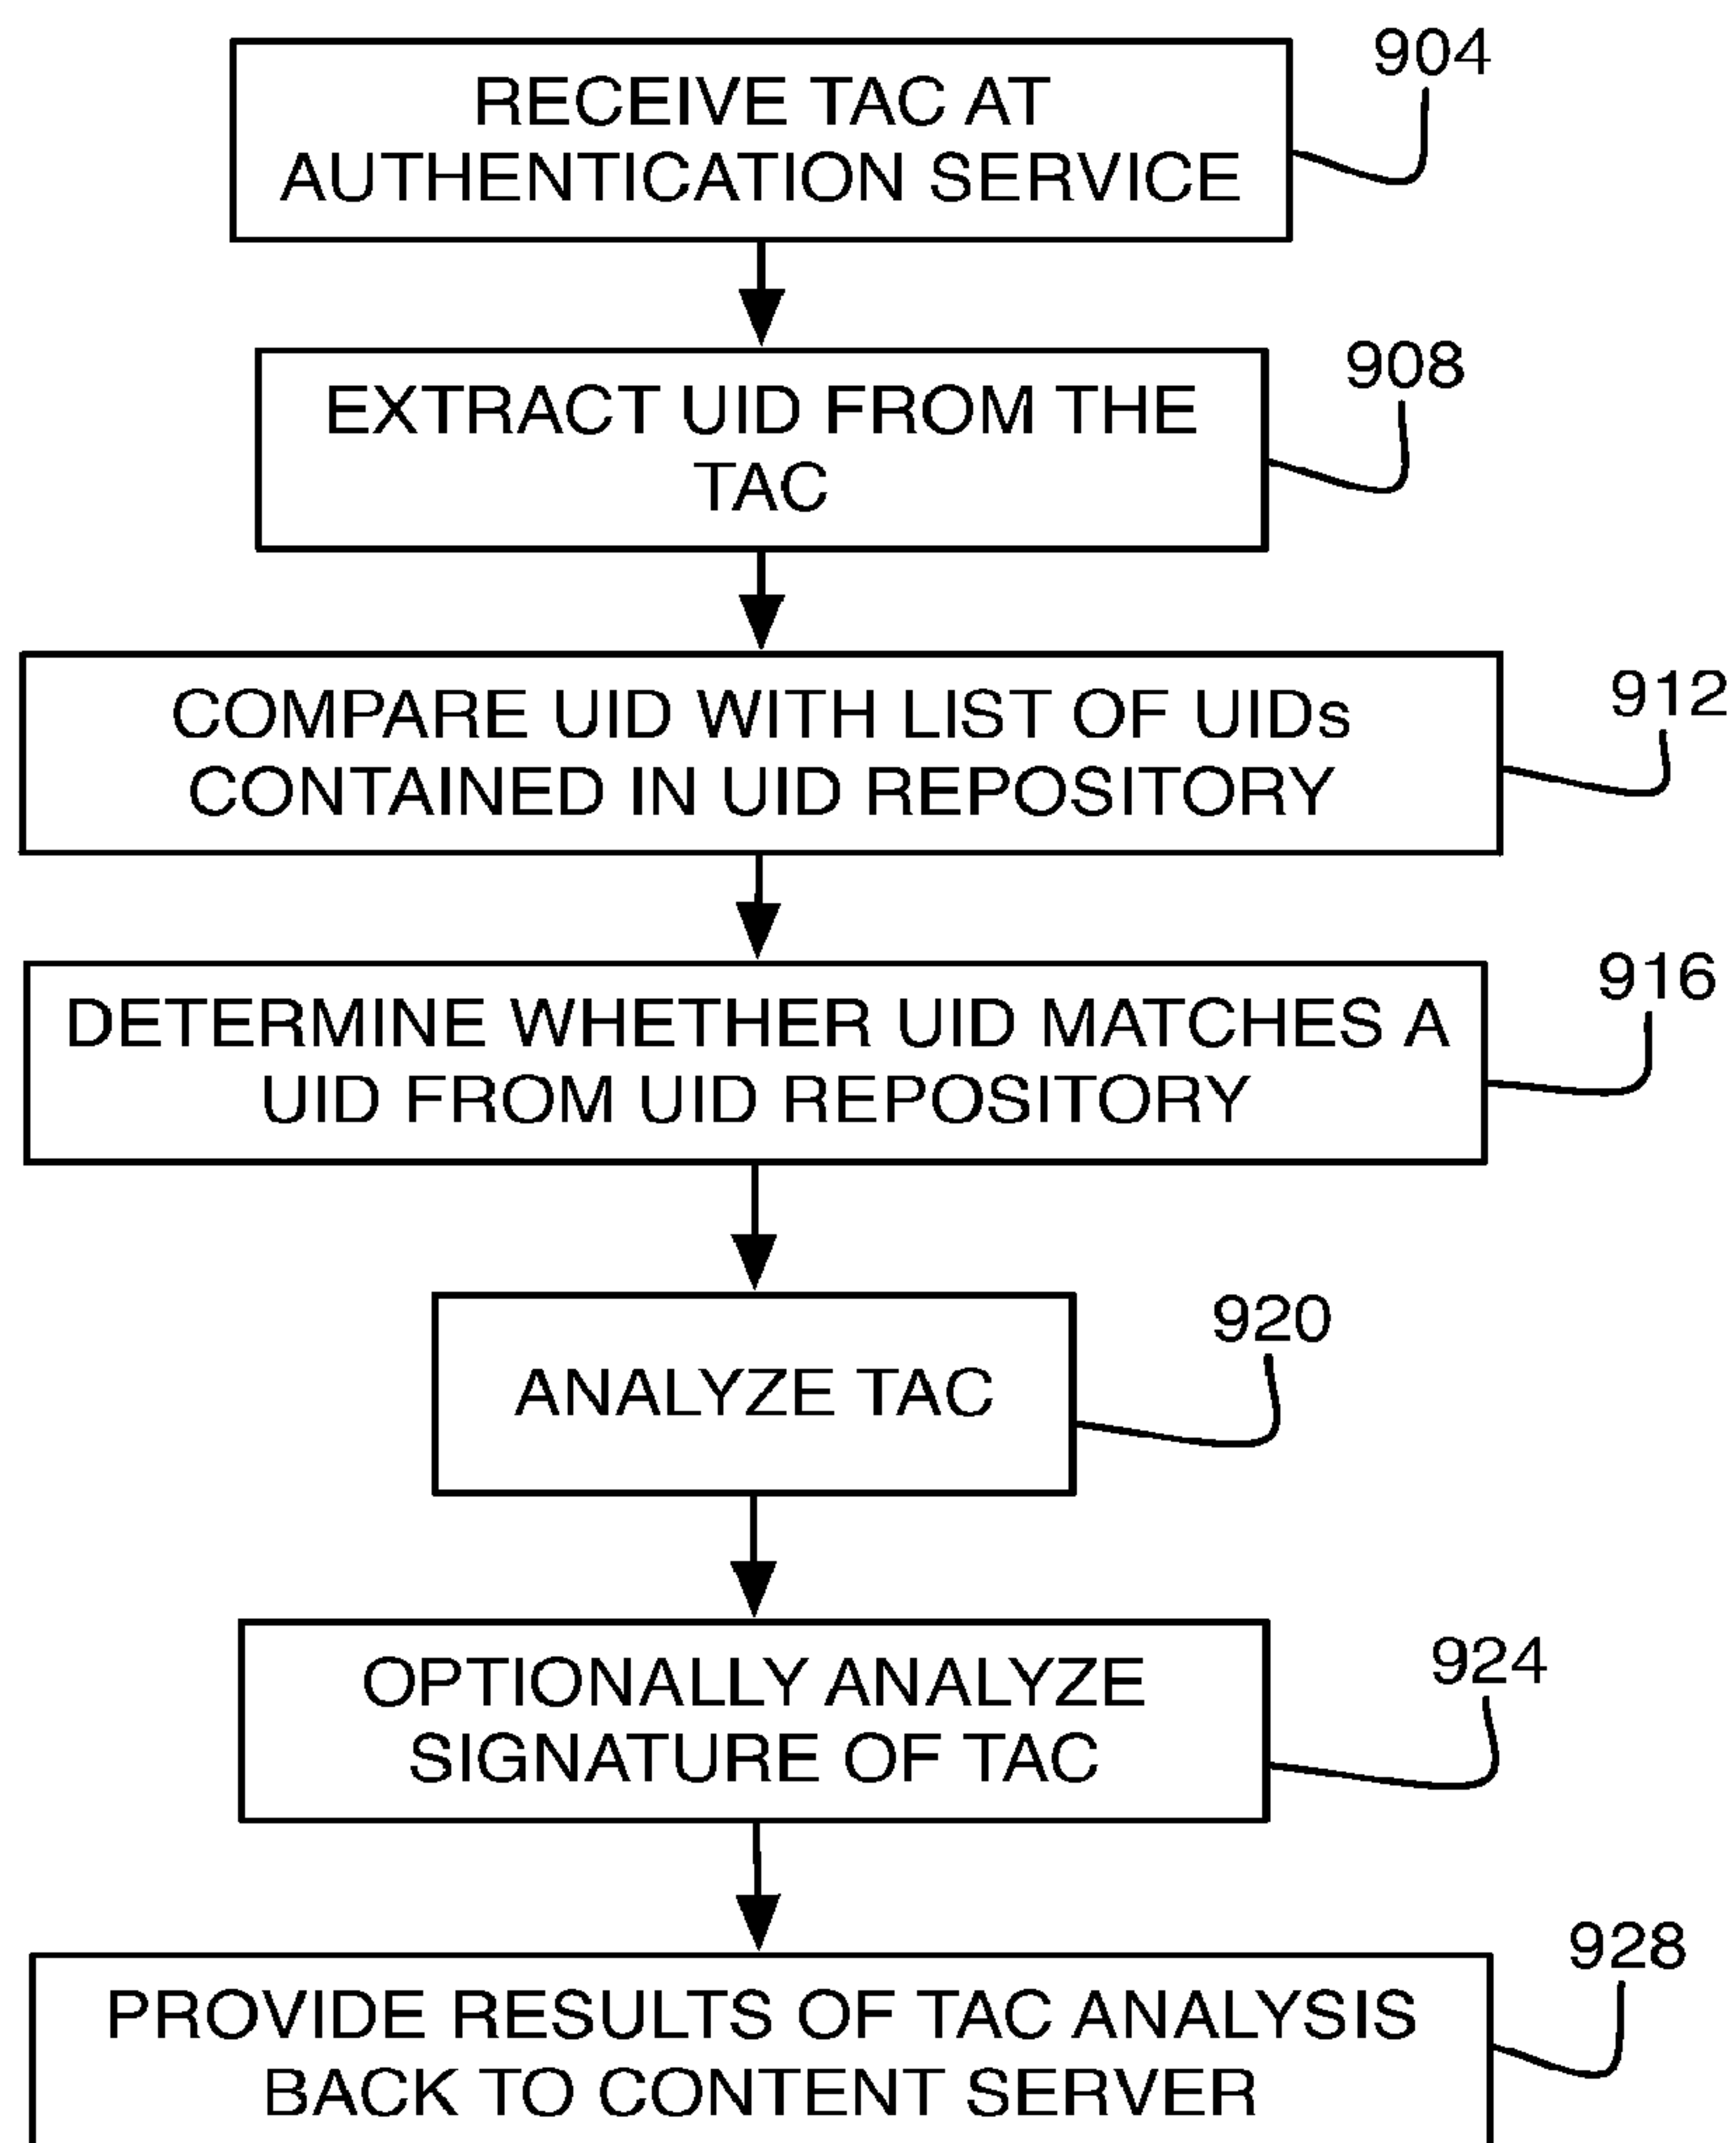 904
RECEIVE TAC AT
AUTHENTICATION SERVICE
908
EXTRACT UID FROM THE
TAC
912
COMPARE UID WITH LIST OF UIDs
CONTAINED IN UID REPOSITORY
916
DETERMINE WHETHER UID MATCHES A
UID FROM UID REPOSITORY
920
ANALYZE TAC
924
OPTIONALLY ANALYZE
SIGNATURE OF TAC
928
PROVIDE RESULTS OF TAC ANALYSIS
BACK TO CONTENT SERVER